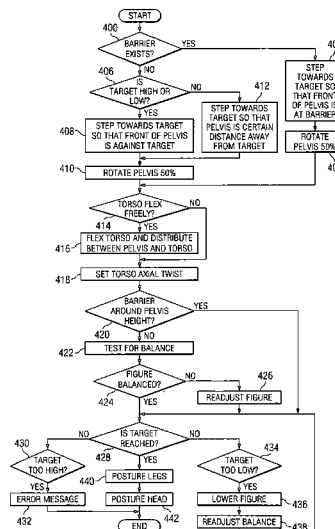 START
400
BARRIER
EXISTS?
YES
NO
406
IS
TARGET HIGH OR
LOW?
NO
412
YES
STEP
TOWARDS
TARGET SO
THAT FRONT
OF PELVIS IS
AT BARRIER
408
STEP TOWARDS TARGET
SO THAT FRONT OF PELVIS
IS AGAINST TARGET
STEP TOWARDS
TARGET SO THAT
PELVIS IS CERTAIN
DISTANCE AWAY
FROM TARGET
ROTATE
PELVIS 50%
410
ROTATE PELVIS 50%
TORSO FLEX
FREELY?
NO
414
YES
416
FLEX TORSO AND DISTRIBUTE
BETWEEN PELVIS AND TORSO
418
SET TORSO AXIAL TWIST
BARRIER
AROUND PELVIS
HEIGHT?
YES
420
NO
422
TEST FOR BALANCE
FIGURE
BALANCED?
NO
426
424
YES
READJUST FIGURE
430
NO
IS TARGET
REACHED?
NO
434
428
YES
TARGET
TOO HIGH?
440
POSTURE LEGS
TARGET
TOO LOW?
YES
YES
ERROR MESSAGE
POSTURE HEAD
LOWER FIGURE
436
432
442
END
READJUST BALANCE
438